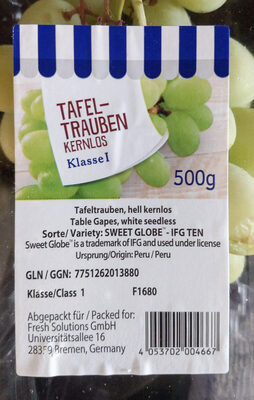 TAFEL-
TRAUBEN
KERNLOS
Klasse I
500g
Tafeltrauben, hell kernlos
Table Gapes, white seedless
Sorte/ Variety: SWEET GLOBE™- IFG TEN
Sweet Globe™ is a trademark of IFG and used under license
Ursprung/Origin: Peru / Peru
GLN / GGN: 7751262013880
Klasse/Class 1 F1680
Abgepackt für / Packed for:
Fresh Solutions GmbH
Universitätsallee 16
28359 Bremen, Germany
4 053702 004667